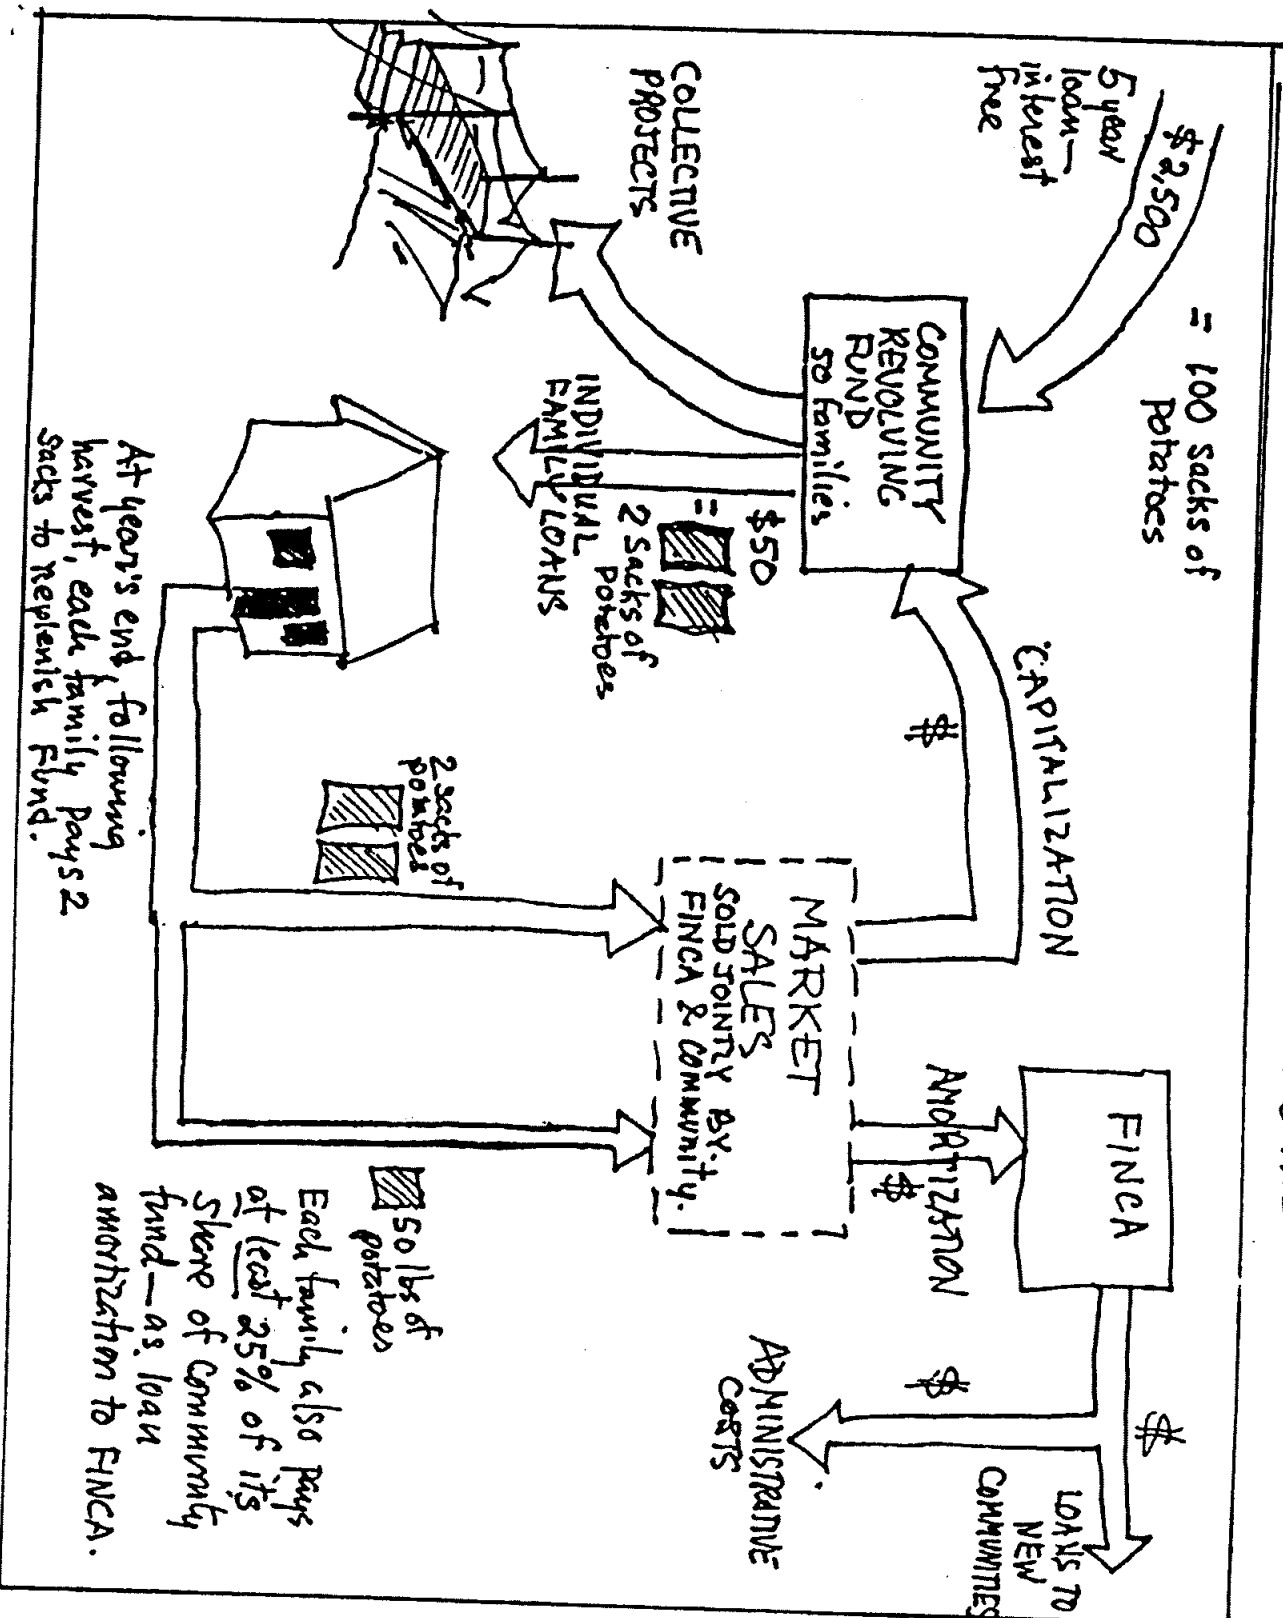 5 year
loan—
interest
free
$2,500
= 100 sacks of
potatoes
COMMUNITY
REVOLVING
FUND
50 families
CAPITALIZATION
$
FINCA
$
LOANS TO
NEW
COMMUNITIES
$
ADMINISTRATIVE
COSTS
AMORTIZATION
$
MARKET
SALES
SOLD JOINTLY BY
FINCA & COMMUNITY.
COLLECTIVE
PROJECTS
$50
=
2 sacks of
potatoes
INDIVIDUAL
FAMILY LOANS
2 sacks of
potatoes
50 lbs of
potatoes
At year's end, following
harvest, each family pays 2
sacks to replenish Fund.
Each family also pays
at least 25% of its
share of Community
fund—as loan
amortization to FINCA.